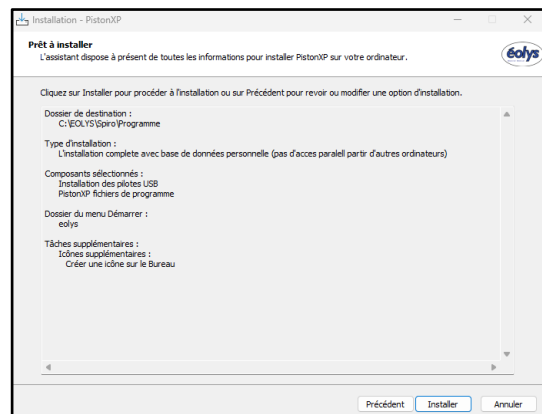 Installation - PistonXP
Prêt à installer
L'assistant dispose à présent de toutes les informations pour installer PistonXP sur votre ordinateur.
éolys
Cliquez sur Installer pour procéder à l'installation ou sur Précédent pour revoir ou modifier une option d'installation.
Dossier de destination :
C:\EOLYS\Spiro\Programme
Type d'installation :
L'installation complete avec base de données personnelle (pas d'acces paralell partir d'autres ordinateurs)
Composants sélectionnés :
Installation des pilotes USB
PistonXP fichiers de programme
Dossier du menu Démarrer :
eolys
Tâches supplémentaires :
Icônes supplémentaires :
Créer une icône sur le Bureau
Précédent
Installer
Annuler